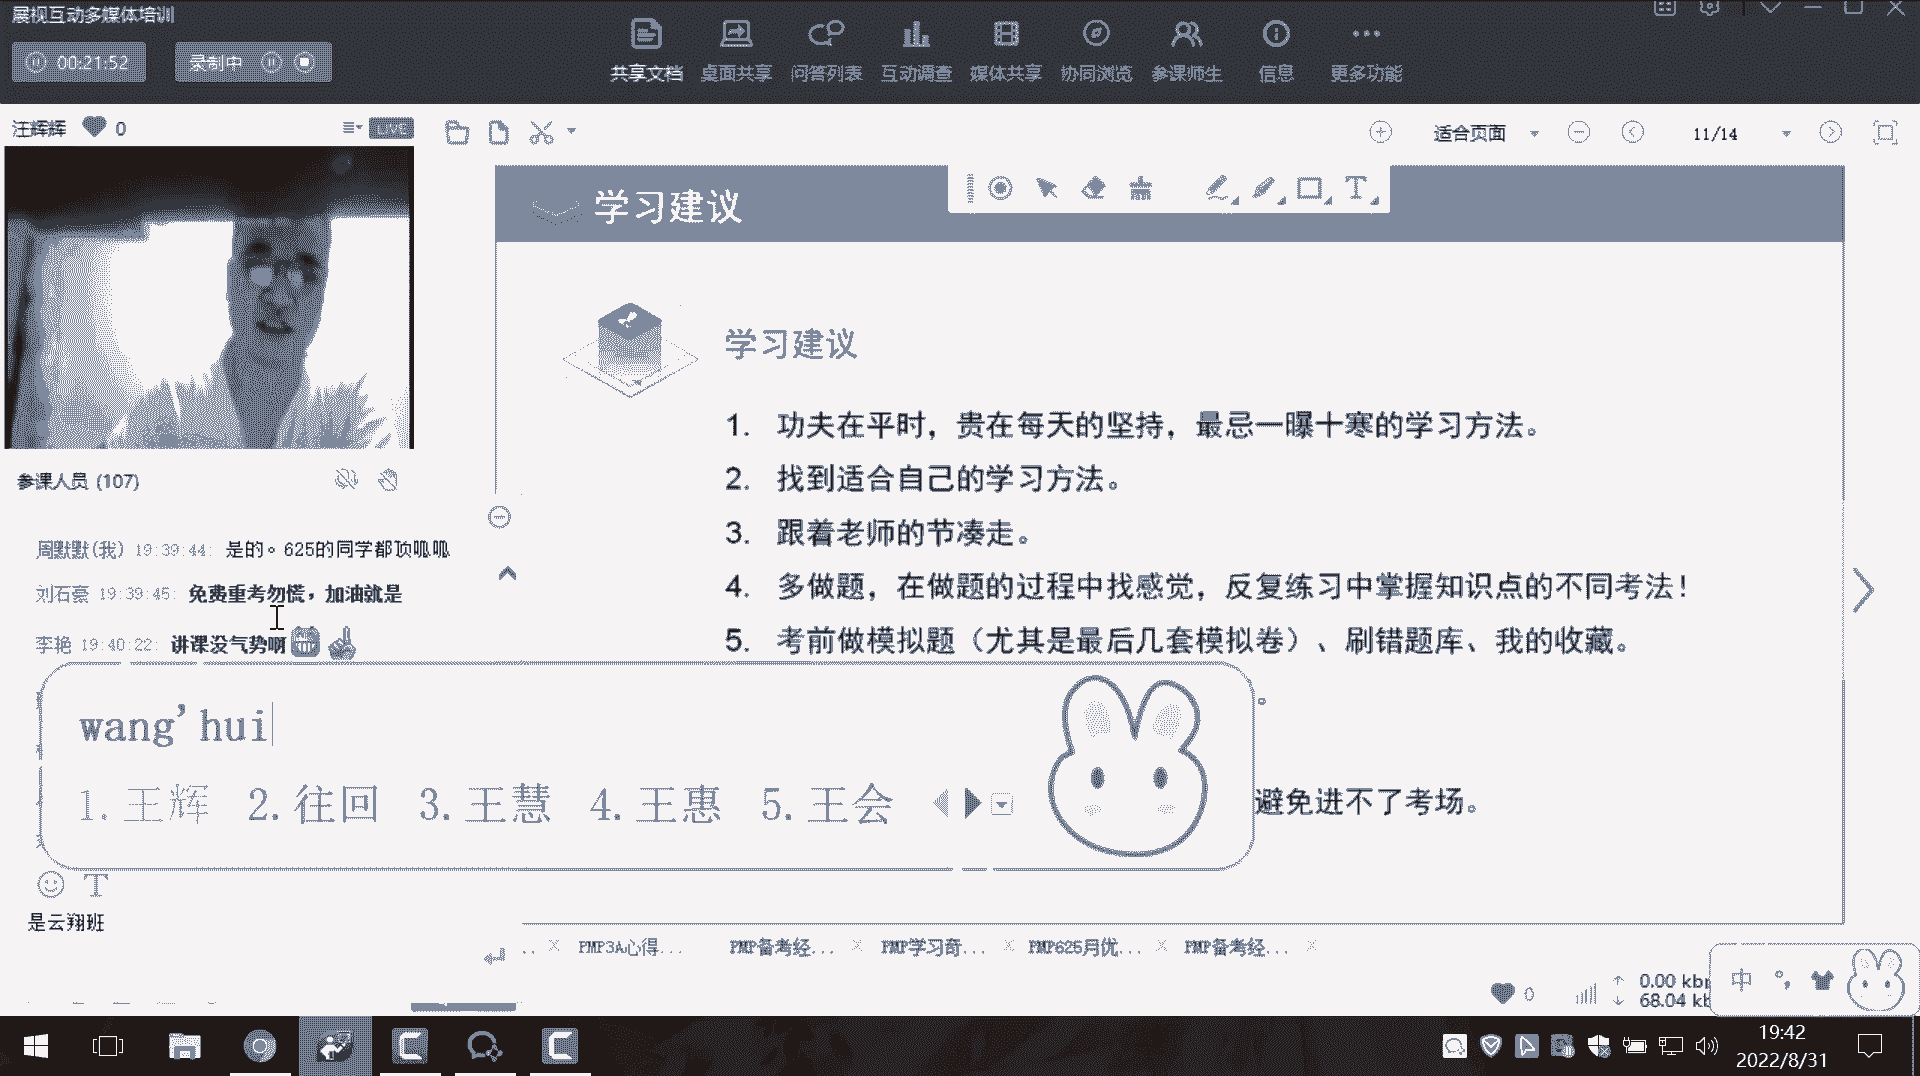 展视互动多媒体培训
00:21:52
录制中
共享文档 桌面共享 问答列表 互动调查 媒体共享 协同浏览 参课师生 信息 更多功能
汪辉辉 0 LIVE
适合页面 11/14
学习建议
学习建议
1. 功夫在平时，贵在每天的坚持，最忌一曝十寒的学习方法。
2. 找到适合自己的学习方法。
3. 跟着老师的节凑走。
4. 多做题，在做题的过程中找感觉，反复练习中掌握知识点的不同考法！
5. 考前做模拟题（尤其是最后几套模拟卷）、刷错题库、我的收藏。
。
避免进不了考场。
参课人员 (107)
周默默(我) 19:39:44: 是的。625的同学都顶呱呱
刘石豪 19:39:45: 免费重考勿慌，加油就是
李艳 19:40:22: 讲课没气势啊
wang'hui
1.王辉 2.往回 3.王慧 4.王惠 5.王会
T
是云翔班
.. PMP3A心得... PMP备考经... PMP学习奇... PMP625月优... PMP备考经...
0
0.00 kb
68.04 kb
中
19:42
2022/8/31